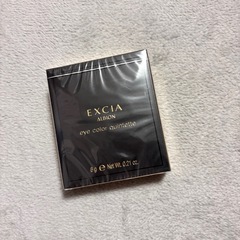 EXCIA
ALBION
eye color quintette
6g ℮ Net Wt. 0.21 oz.